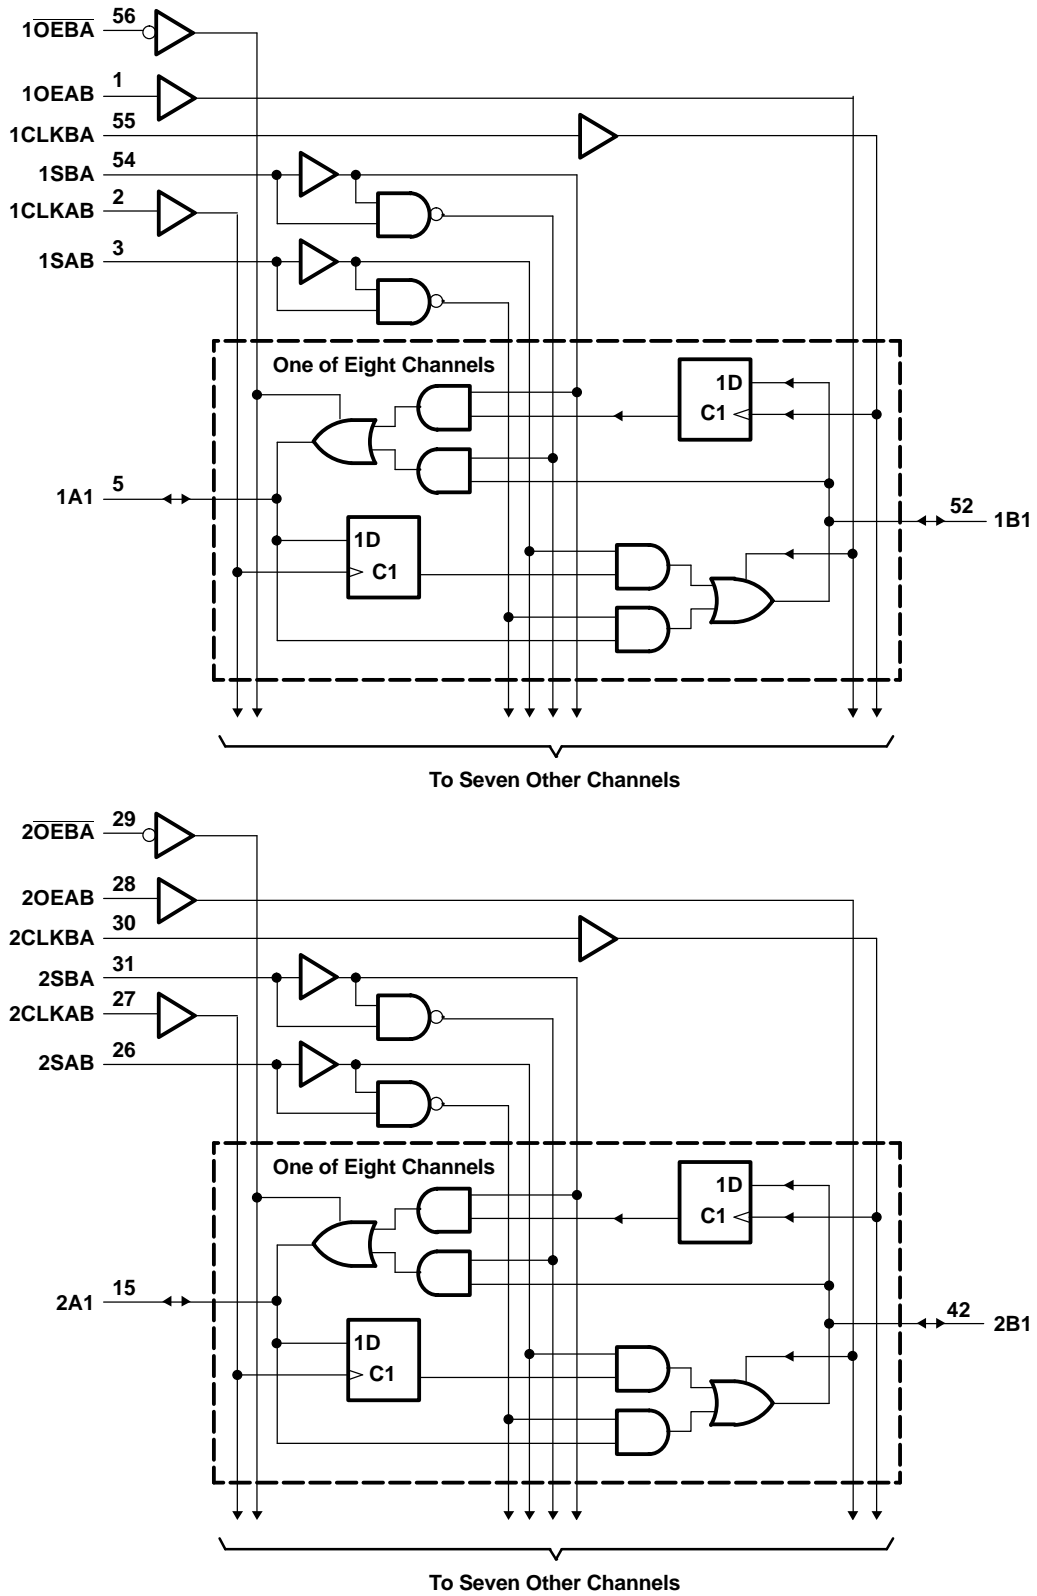 56
1OEBA
1
1OEAB
55
1CLKBA
54
1SBA
2
1CLKAB
3
1SAB
One of Eight Channels
1D
C1
5
1A1
52
1B1
1D
C1
To Seven Other Channels
29
2OEBA
28
2OEAB
30
2CLKBA
31
2SBA
27
2CLKAB
26
2SAB
One of Eight Channels
1D
C1
15
2A1
42
2B1
1D
C1
To Seven Other Channels